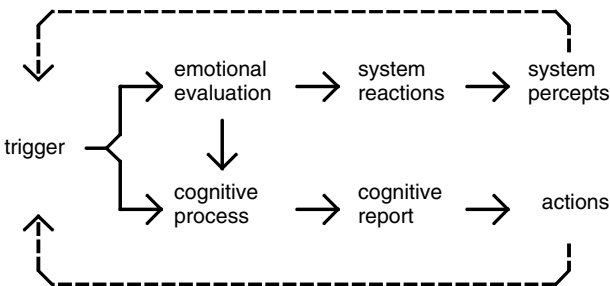 emotional
evaluation
system
reactions
system
percepts
trigger
cognitive
process
cognitive
report
actions